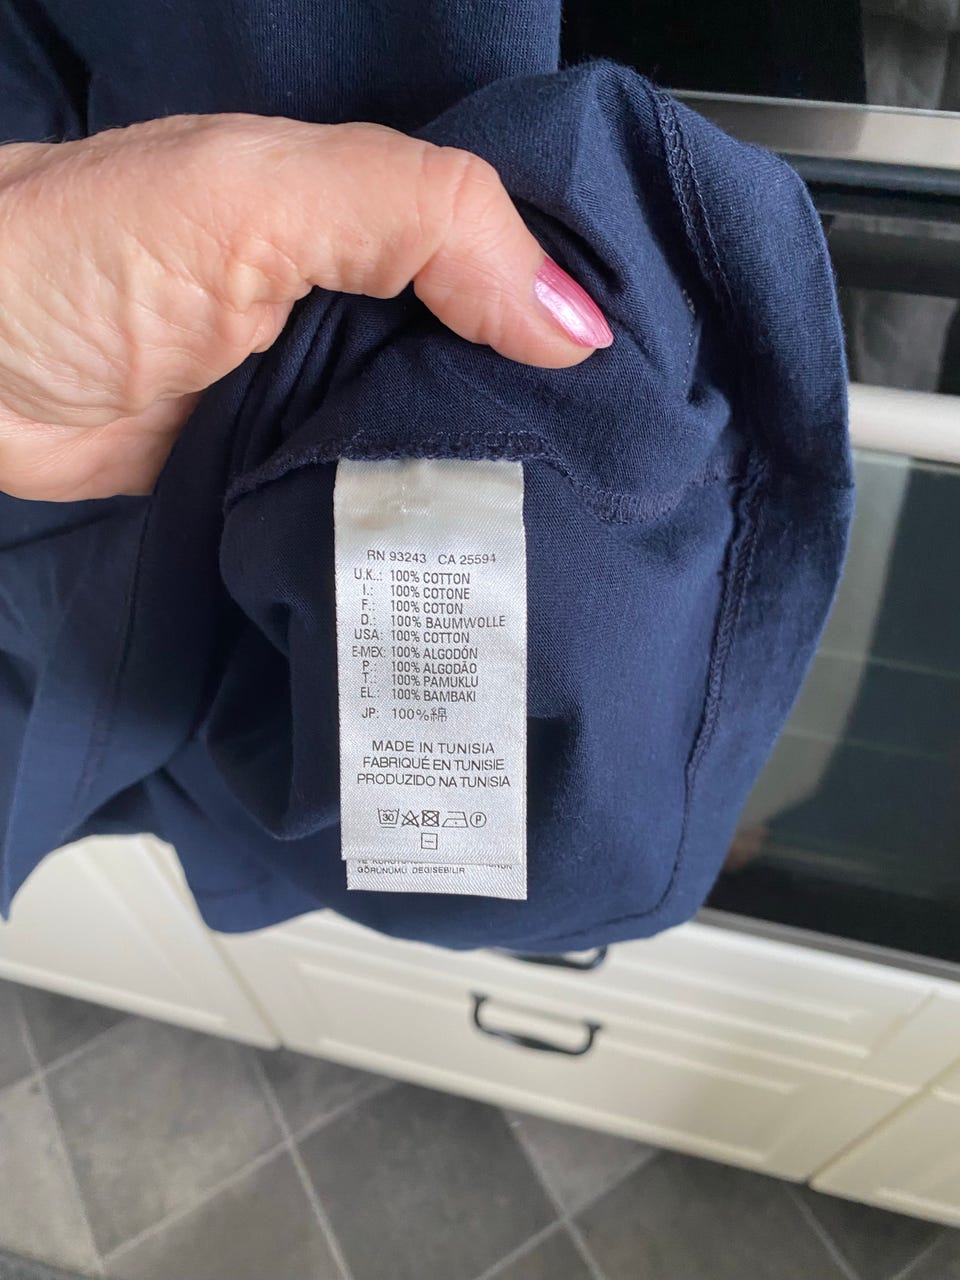 RN 93243 CA 25594
U.K.: 100% COTTON
I.: 100% COTONE
F.: 100% COTON
D.: 100% BAUMWOLLE
USA: 100% COTTON
E-MEX: 100% ALGODÓN
P.: 100% ALGODÃO
T.: 100% PAMUKLU
EL.: 100% BAMBAKI
JP: 100%綿
MADE IN TUNISIA
FABRIQUÉ EN TUNISIE
PRODUZIDO NA TUNISIA
30 P
GÖRÜNÜMÜ DEGISEBILIR